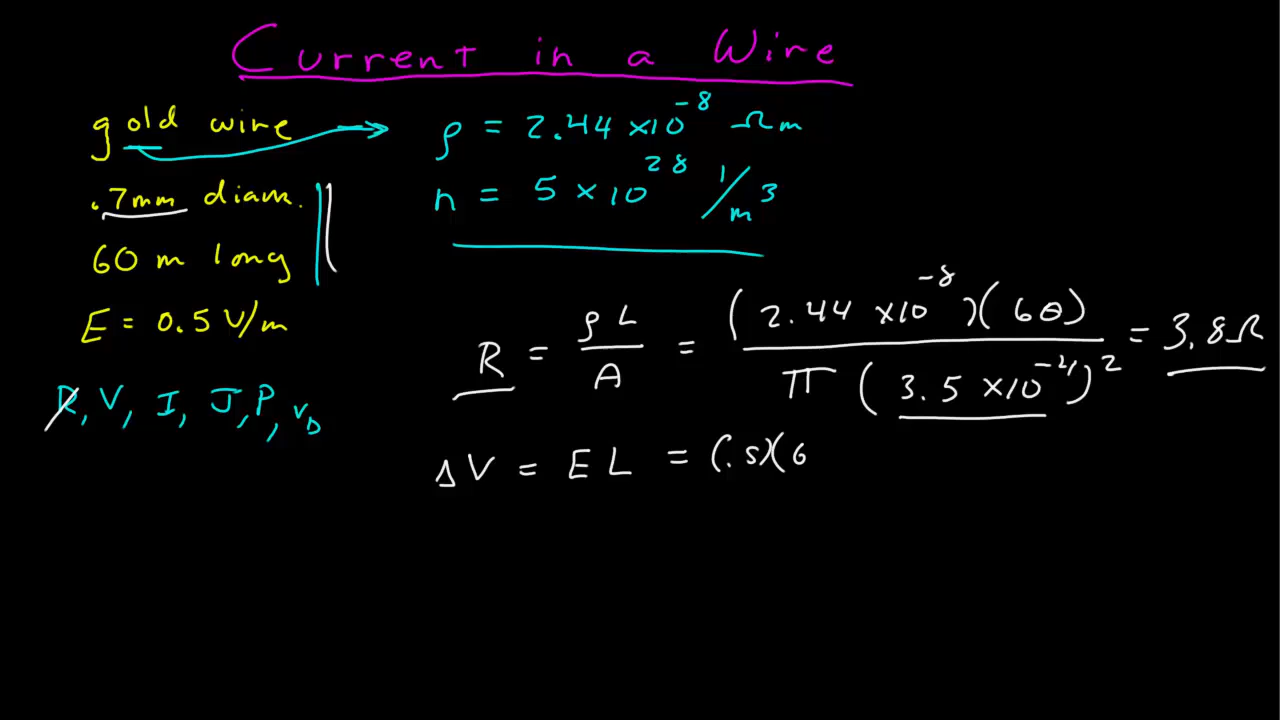 Current in a Wire
gold wire
.7mm diam.
60 m long
E = 0.5 V/m
R, V, I, J, P, v_D
ρ = 2.44 ×10^-8 Ωm
n = 5 ×10^28 1/m^3
R = ρL/A = (2.44 ×10^-8)(60) / π(3.5 ×10^-4)^2 = 3.8Ω
ΔV = EL = (.5)(6